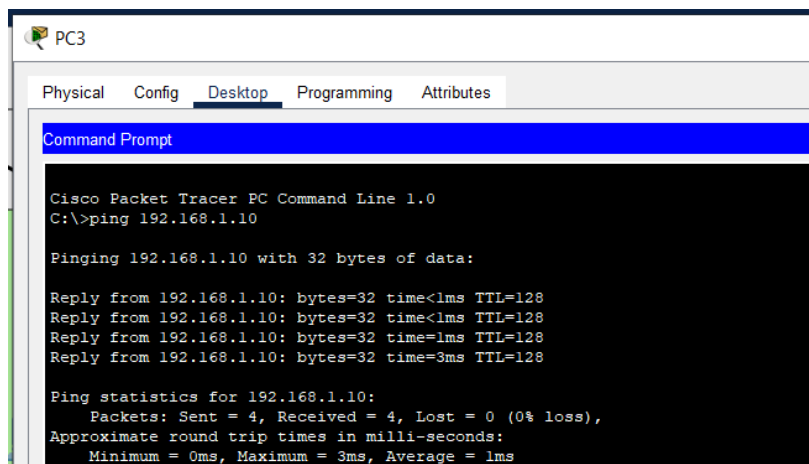 PC3
Physical Config Desktop Programming Attributes
Command Prompt
Cisco Packet Tracer PC Command Line 1.0
C:\>ping 192.168.1.10
Pinging 192.168.1.10 with 32 bytes of data:
Reply from 192.168.1.10: bytes=32 time<1ms TTL=128
Reply from 192.168.1.10: bytes=32 time<1ms TTL=128
Reply from 192.168.1.10: bytes=32 time=1ms TTL=128
Reply from 192.168.1.10: bytes=32 time=3ms TTL=128
Ping statistics for 192.168.1.10:
Packets: Sent = 4, Received = 4, Lost = 0 (0% loss),
Approximate round trip times in milli-seconds:
Minimum = 0ms, Maximum = 3ms, Average = 1ms